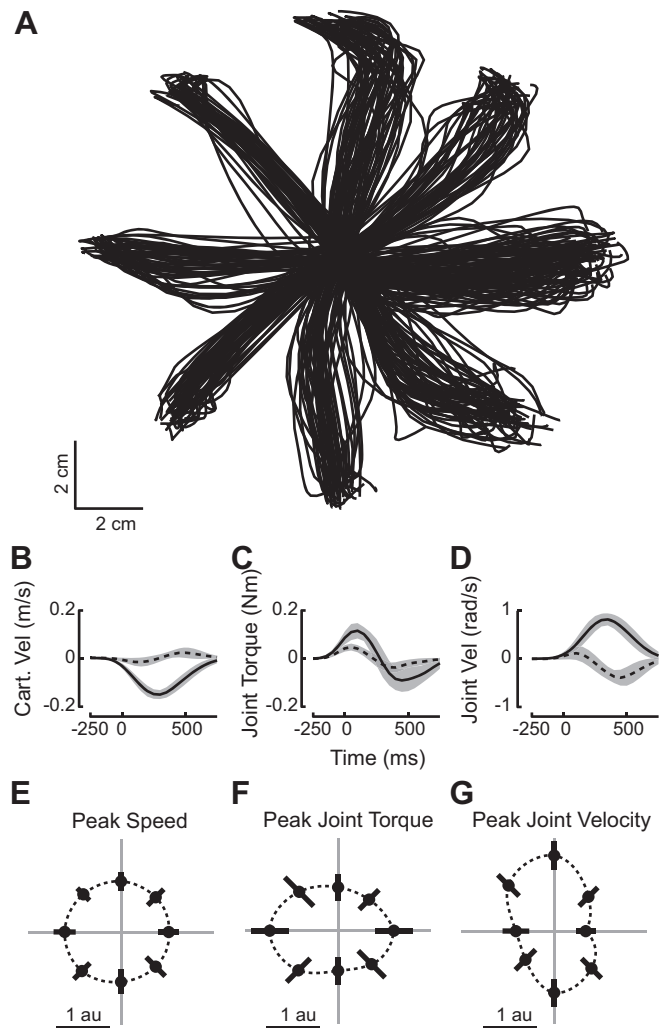 A
2 cm
2 cm
B
Cart. Vel (m/s)
0.2
0
-0.2
-250 0 500
C
Joint Torque (Nm)
0.2
0
-0.2
-250 0 500
D
Joint Vel (rad/s)
1
0
-1
-250 0 500
Time (ms)
E
Peak Speed
1 au
F
Peak Joint Torque
1 au
G
Peak Joint Velocity
1 au